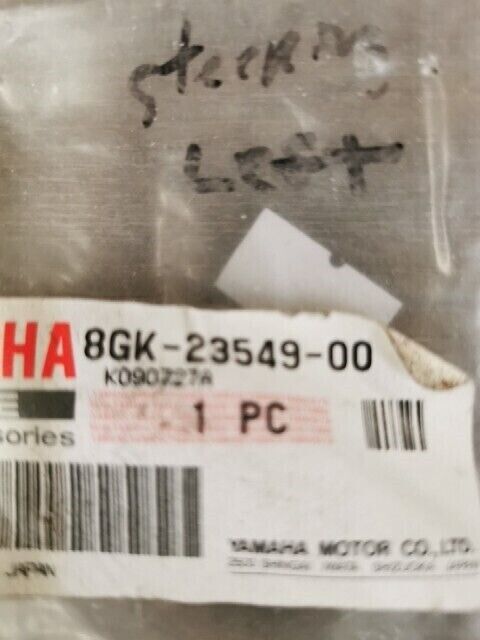 steering
Left
HA 8GK-23549-00
K090727A
1 PC
sories
YAMAHA MOTOR CO.,LTD.
JAPAN